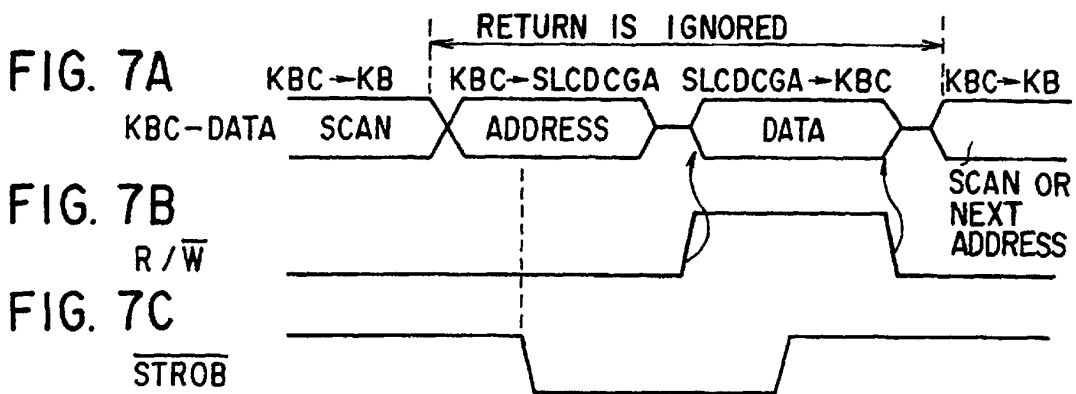 RETURN IS IGNORED
FIG. 7A
KBC→KB KBC→SLCDCGA SLCDCGA→KBC KBC→KB
KBC-DATA SCAN ADDRESS DATA
SCAN OR
NEXT
ADDRESS
FIG. 7B
R/W̅
FIG. 7C
S̅T̅R̅O̅B̅